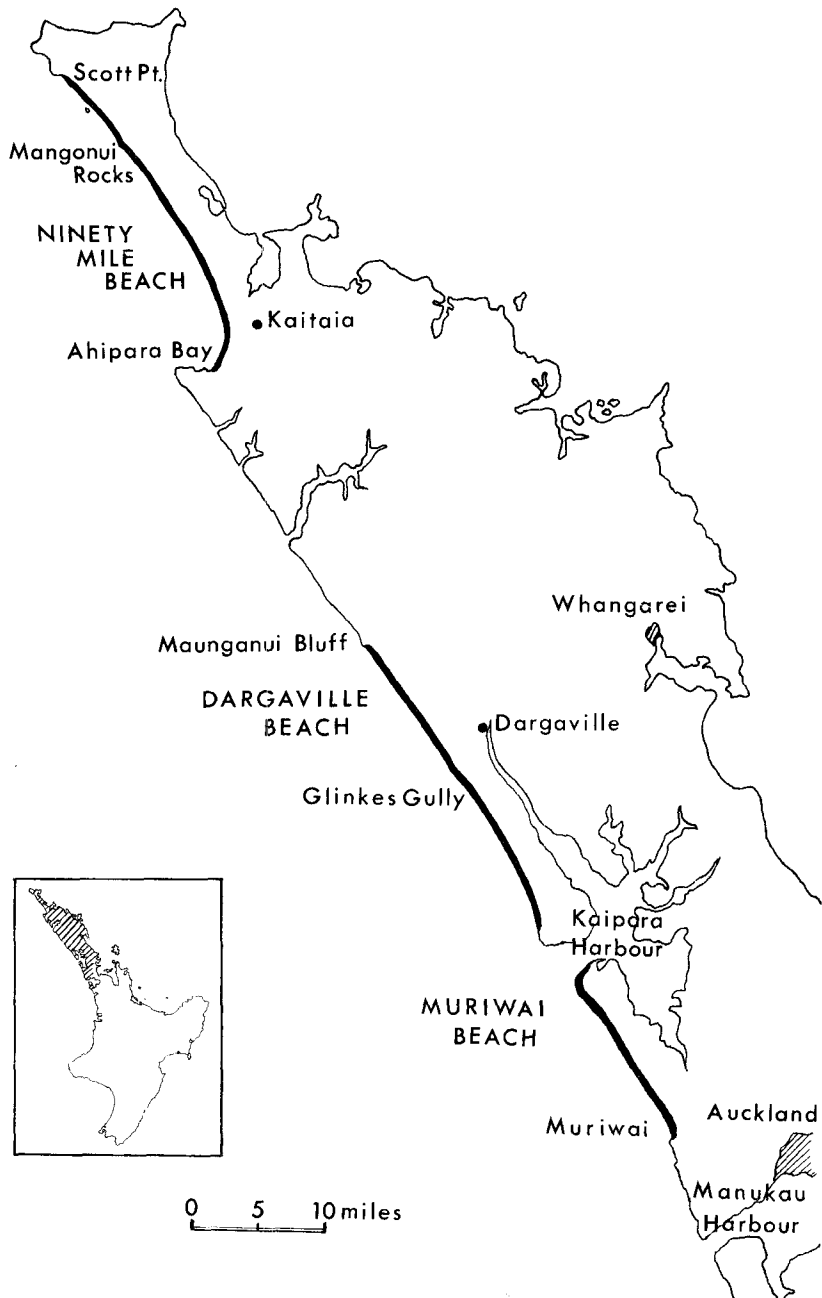 Scott Pt.
Mangonui
Rocks
NINETY
MILE
BEACH
Kaitaia
Ahipara Bay
Whangarei
Maunganui Bluff
DARGAVILLE
BEACH
Dargaville
Glinkes Gully
Kaipara
Harbour
MURIWAI
BEACH
Auckland
Muriwai
Manukau
Harbour
0 5 10 miles